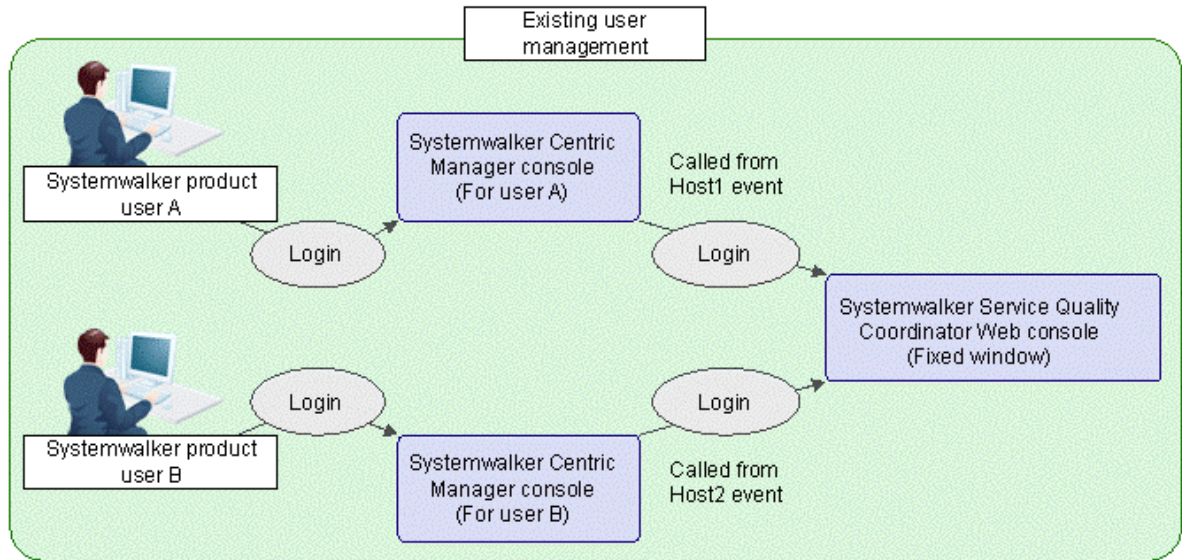 Existing user
management
Systemwalker product
user A
Login
Systemwalker Centric
Manager console
(For user A)
Called from
Host1 event
Login
Systemwalker Service Quality
Coordinator Web console
(Fixed window)
Systemwalker product
user B
Login
Systemwalker Centric
Manager console
(For user B)
Login
Called from
Host2 event